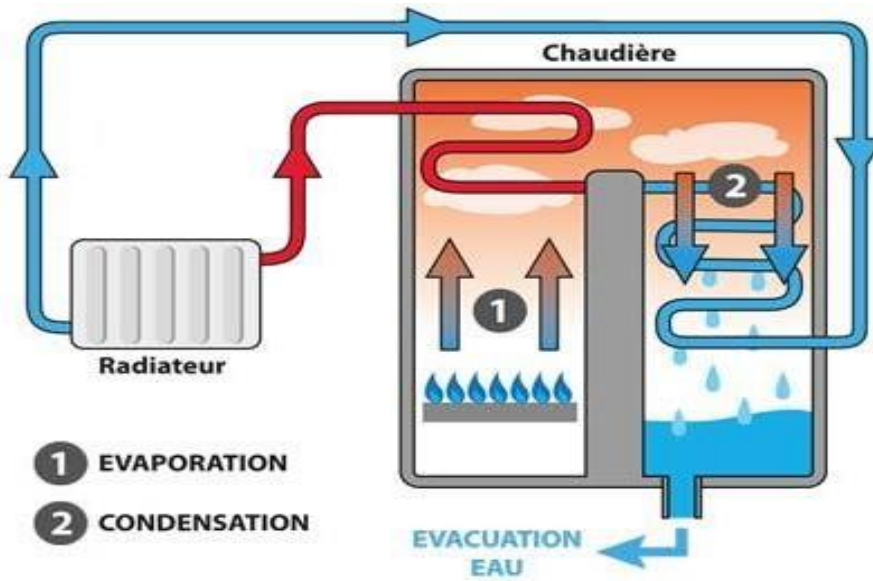 Chaudière
2
1
Radiateur
1 EVAPORATION
2 CONDENSATION
EVACUATION
EAU